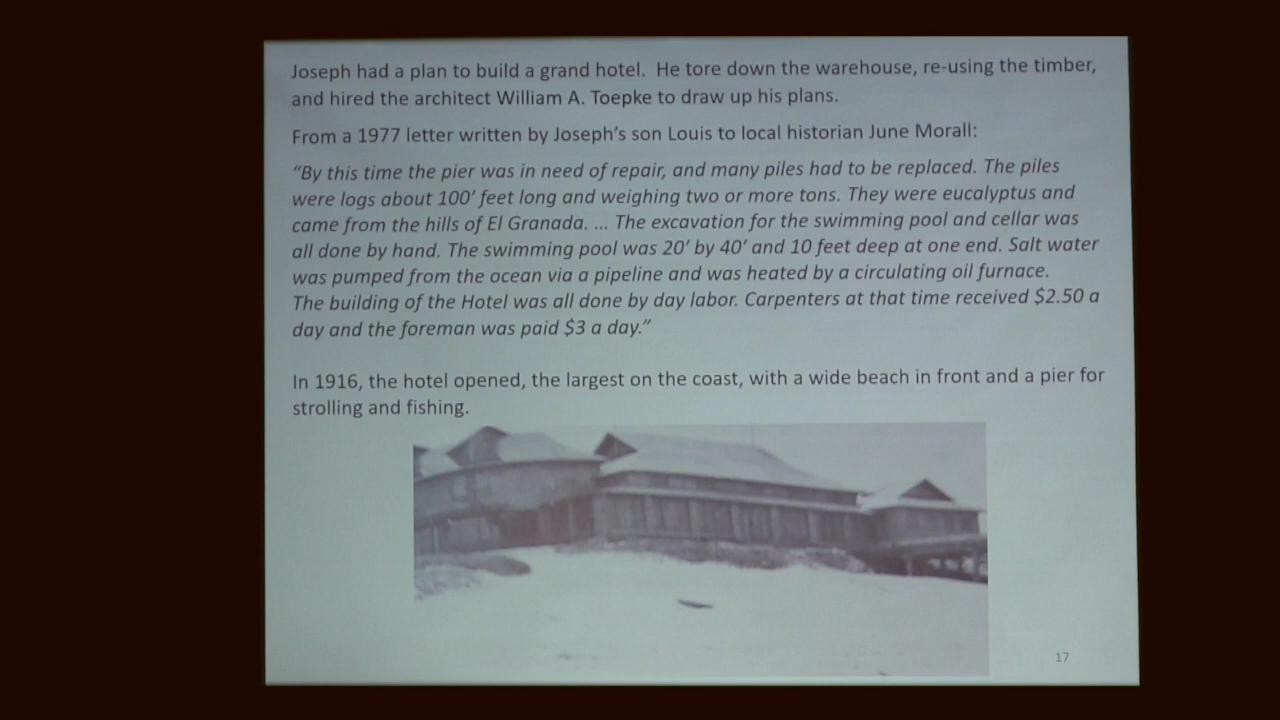 Joseph had a plan to build a grand hotel.  He tore down the warehouse, re-using the timber,
and hired the architect William A. Toepke to draw up his plans.
From a 1977 letter written by Joseph’s son Louis to local historian June Morall:
“By this time the pier was in need of repair, and many piles had to be replaced. The piles
were logs about 100’ feet long and weighing two or more tons. They were eucalyptus and
came from the hills of El Granada. ... The excavation for the swimming pool and cellar was
all done by hand. The swimming pool was 20’ by 40’ and 10 feet deep at one end. Salt water
was pumped from the ocean via a pipeline and was heated by a circulating oil furnace.
The building of the Hotel was all done by day labor. Carpenters at that time received $2.50 a
day and the foreman was paid $3 a day.”
In 1916, the hotel opened, the largest on the coast, with a wide beach in front and a pier for
strolling and fishing.
17